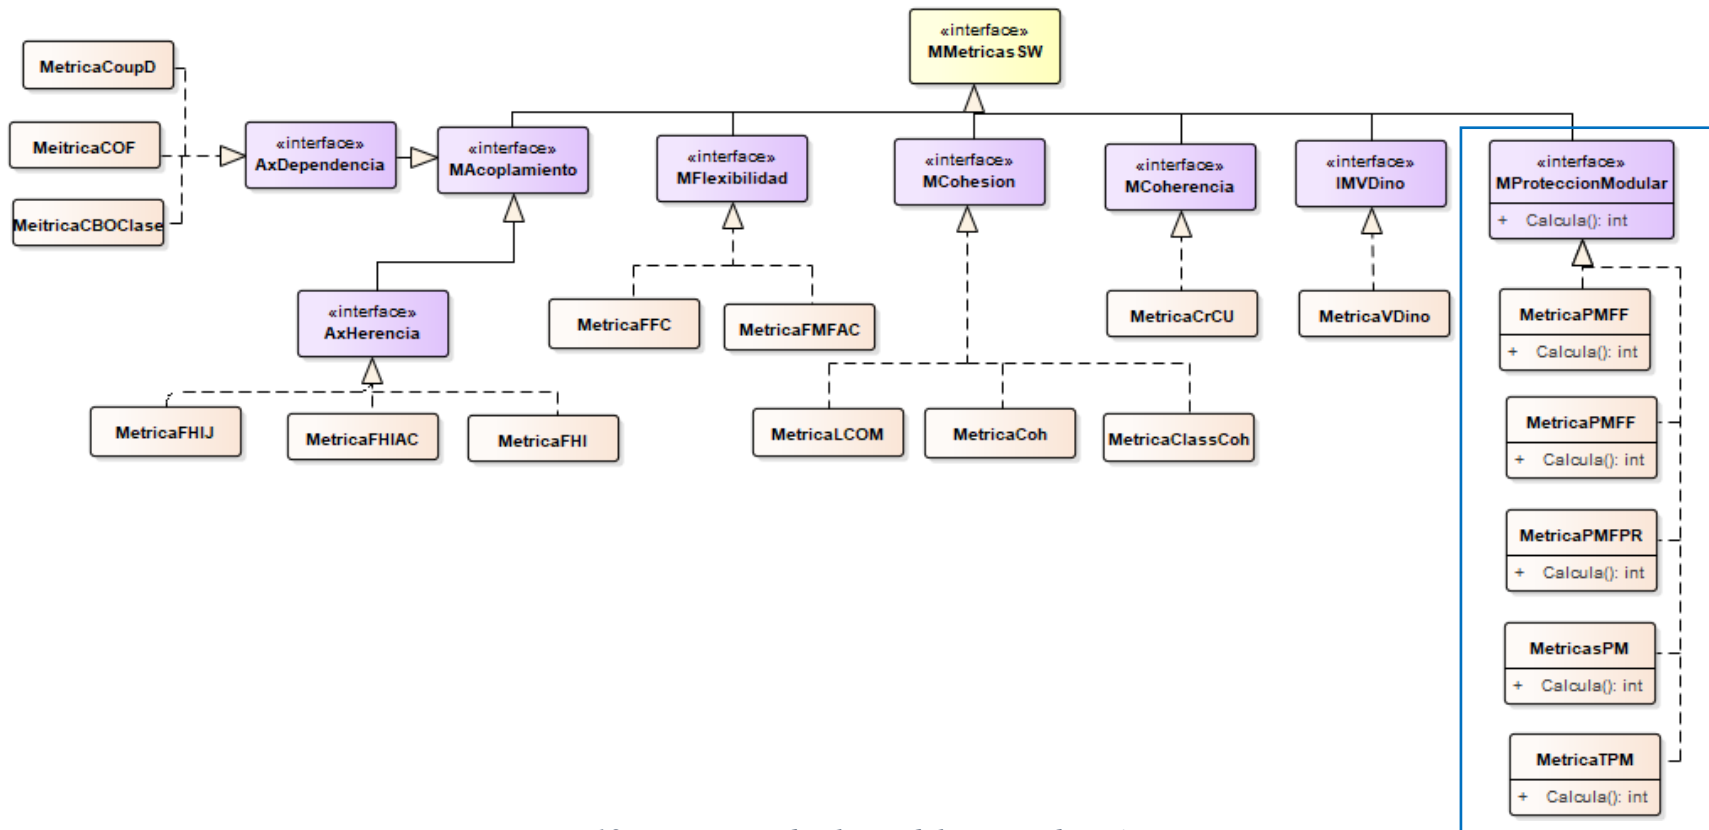 «interface»
MMetricasSW
MetricaCoupD
MeitricaCOF
MeitricaCBOClase
«interface»
AxDependencia
«interface»
MAcoplamiento
«interface»
MFlexibilidad
«interface»
MCohesion
«interface»
MCoherencia
«interface»
IMVDino
«interface»
MProteccionModular
+ Calcula(): int
«interface»
AxHerencia
MetricaFFC
MetricaFMFAC
MetricaCrCU
MetricaVDino
MetricaPMFF
+ Calcula(): int
MetricaFHIJ
MetricaFHIAC
MetricaFHI
MetricaLCOM
MetricaCoh
MetricaClassCoh
MetricaPMFF
+ Calcula(): int
MetricaPMFPR
+ Calcula(): int
MetricasPM
+ Calcula(): int
MetricaTPM
+ Calcula(): int